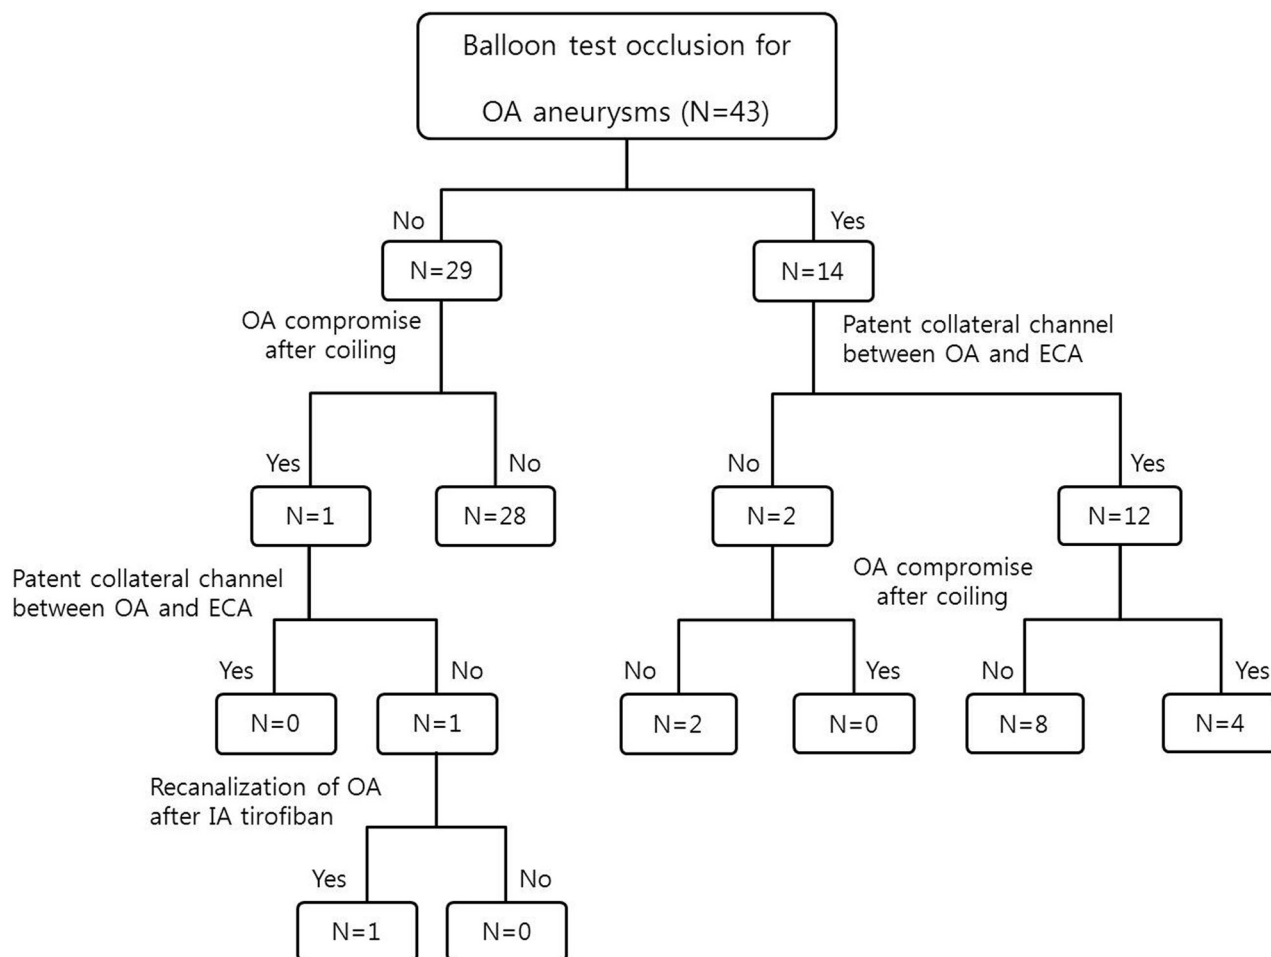 Balloon test occlusion for
OA aneurysms (N=43)
No
Yes
N=29
N=14
OA compromise
after coiling
Patent collateral channel
between OA and ECA
Yes
No
No
Yes
N=1
N=28
N=2
N=12
Patent collateral channel
between OA and ECA
OA compromise
after coiling
Yes
No
No
Yes
No
Yes
N=0
N=1
N=2
N=0
N=8
N=4
Recanalization of OA
after IA tirofiban
Yes
No
N=1
N=0